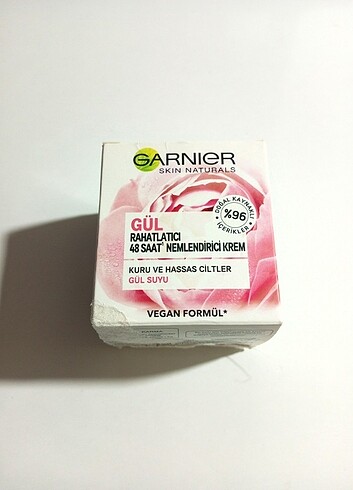 GARNIER
SKIN NATURALS
DOĞAL KAYNAKLI
%96
İÇERİKLER
GÜL
RAHATLATICI
48 SAAT* NEMLENDİRİCİ KREM
KURU VE HASSAS CİLTLER
GÜL SUYU
VEGAN FORMÜL*